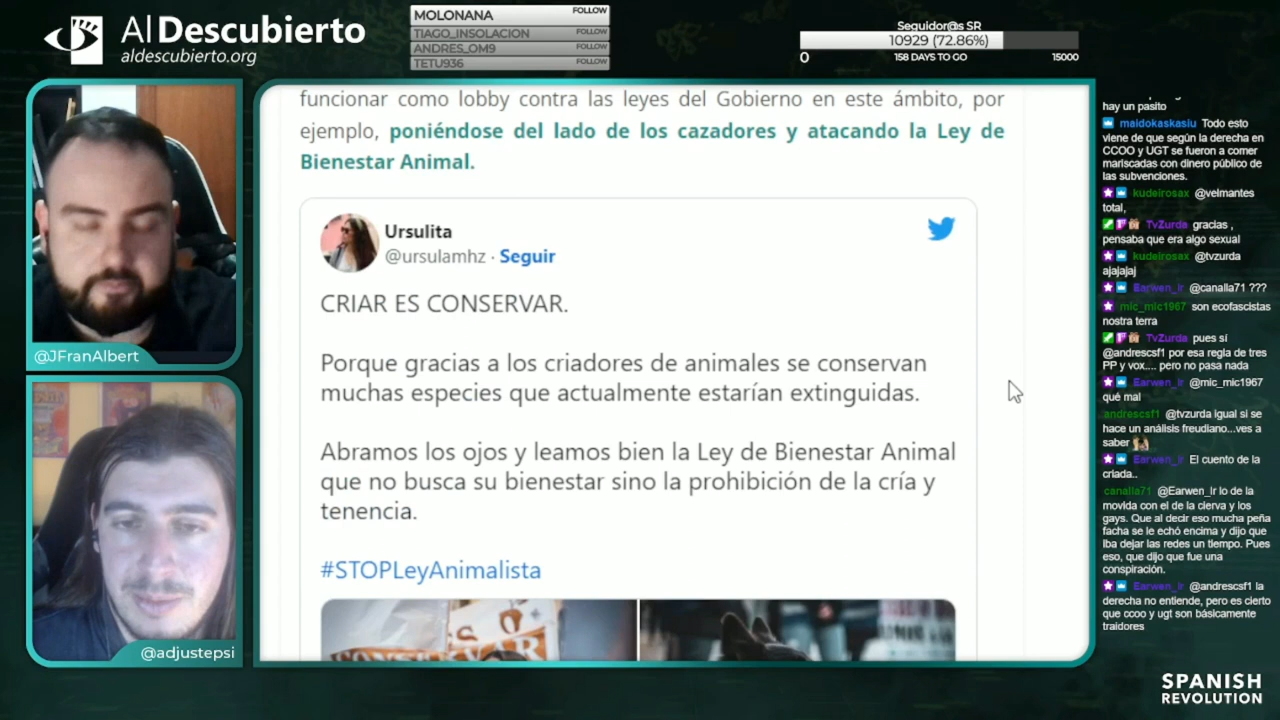 Al Descubierto
aldescubierto.org
MOLONANA FOLLOW
TIAGO_INSOLACION FOLLOW
ANDRES_OM9 FOLLOW
TETU936 FOLLOW
Seguidor@s SR
10929 (72.86%)
0 158 DAYS TO GO 15000
@JFranAlbert
@adjustepsi
funcionar como lobby contra las leyes del Gobierno en este ámbito, por
ejemplo, poniéndose del lado de los cazadores y atacando la Ley de
Bienestar Animal.
Ursulita
@ursulamhz · Seguir
CRIAR ES CONSERVAR.
Porque gracias a los criadores de animales se conservan
muchas especies que actualmente estarían extinguidas.
Abramos los ojos y leamos bien la Ley de Bienestar Animal
que no busca su bienestar sino la prohibición de la cría y
tenencia.
#STOPLeyAnimalista
hay un pasito
maidokaskasiu Todo esto
viene de que según la derecha en
CCOO y UGT se fueron a comer
mariscadas con dinero público de
las subvenciones.
kudeirosax @velmantes
total,
TvZurda gracias ,
pensaba que era algo sexual
kudeirosax @tvzurda
ajajajaj
Earwen_Ir @canalla71 ???
mic_mic1967 son ecofascistas
nostra terra
TvZurda pues sí
@andrescsf1 por esa regla de tres
PP y vox.... pero no pasa nada
Earwen_Ir @mic_mic1967
qué mal
andrescsf1 @tvzurda igual si se
hace un análisis freudiano...ves a
saber
Earwen_Ir El cuento de la
criada..
canalla71 @Earwen_Ir lo de la
movida con el de la cierva y los
gays. Que al decir eso mucha peña
facha se le echó encima y dijo que
iba dejar las redes un tiempo. Pues
eso, que dijo que fue una
conspiración.
Earwen_Ir @andrescsf1 la
derecha no entiende, pero es cierto
que ccoo y ugt son básicamente
traidores
SPANISH
REVOLUTION